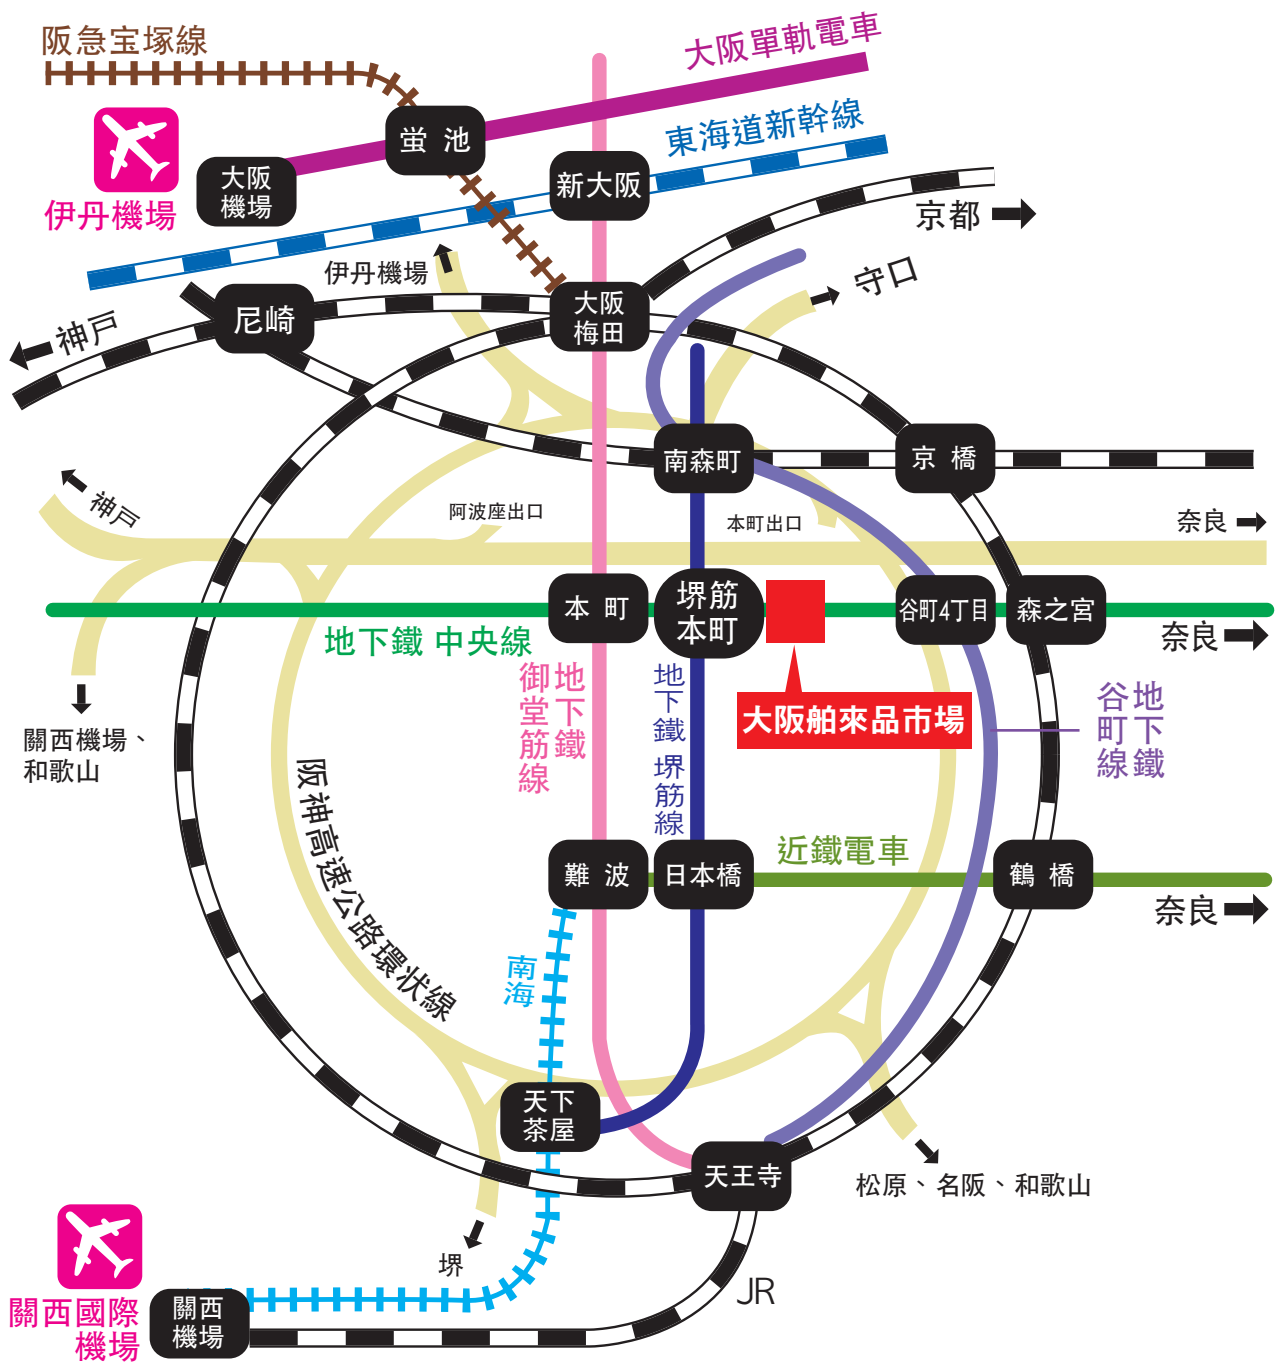 阪急宝塚線
大阪單軌電車
東海道新幹線
蛍 池
大阪
機場
新大阪
伊丹機場
京都
伊丹機場
守口
大阪
梅田
尼崎
神戸
南森町
京 橋
神戸
阿波座出口
本町出口
奈良
本 町
堺筋
本町
谷町4丁目
森之宮
地下鐵 中央線
奈良
地下鐵
御堂筋線
地下鐵 堺筋線
大阪舶來品市場
地下鐵
谷町線
關西機場、
和歌山
阪神高速公路環状線
近鐵電車
難 波
日本橋
鶴 橋
奈良
南海
天下
茶屋
天王寺
松原、名阪、和歌山
堺
JR
關西國際
機場
關西
機場